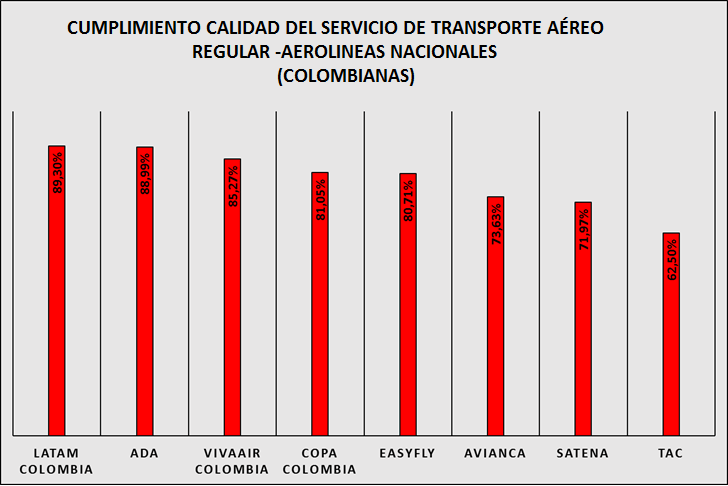 CUMPLIMIENTO CALIDAD DEL SERVICIO DE TRANSPORTE AÉREO
REGULAR -AEROLINEAS NACIONALES
(COLOMBIANAS)
89,30%
88,99%
85,27%
81,05%
80,71%
73,63%
71,97%
62,50%
LATAM
COLOMBIA
ADA
VIVAAIR
COLOMBIA
COPA
COLOMBIA
EASYFLY
AVIANCA
SATENA
TAC